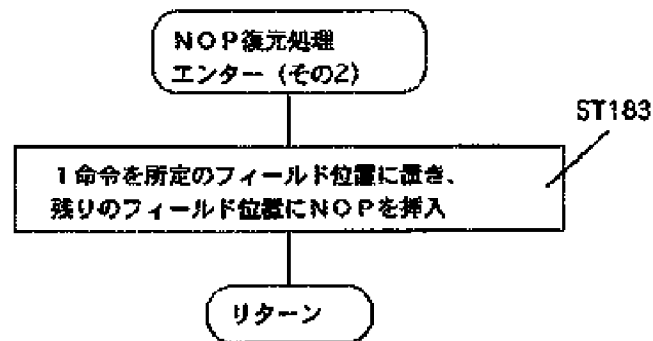 NOP復元処理
エンター (その2)
ST183
1命令を所定のフィールド位置に置き、
残りのフィールド位置にNOPを挿入
リターン